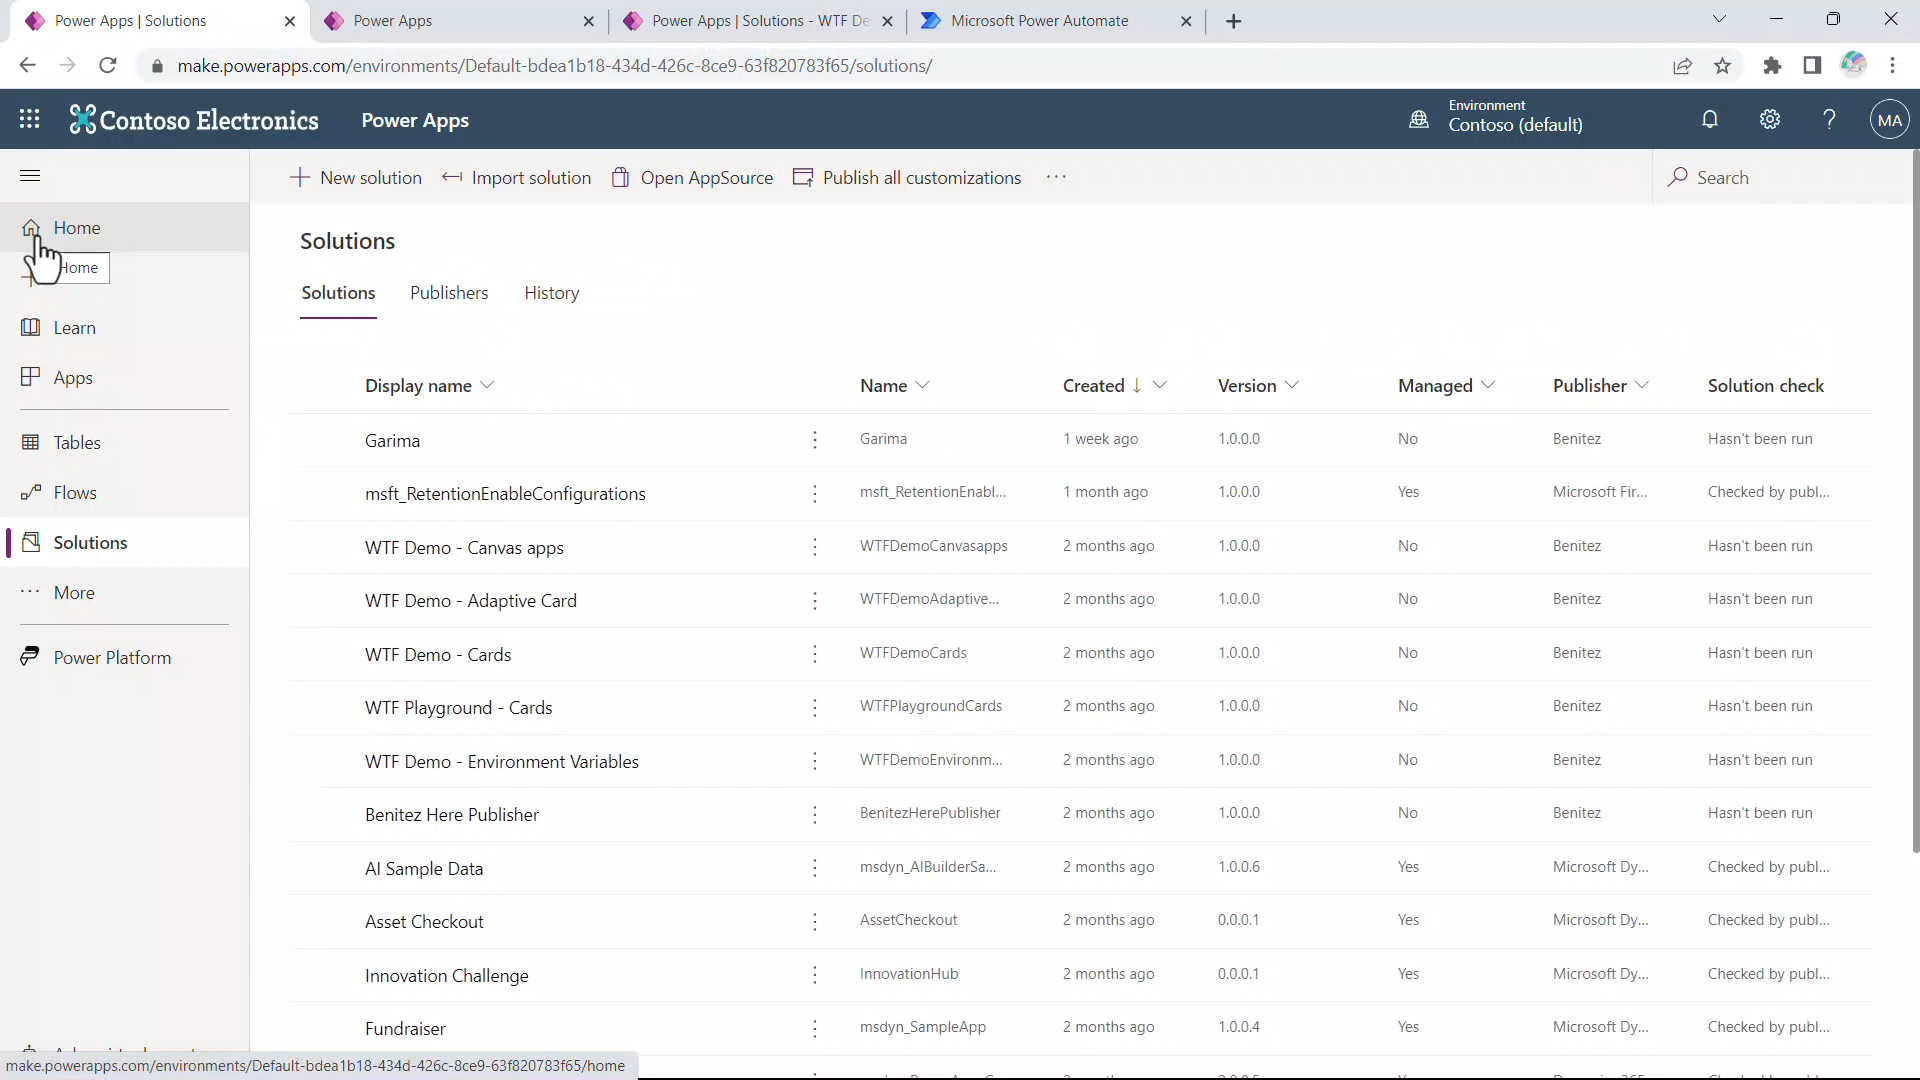 Power Apps | Solutions
Power Apps
Power Apps | Solutions - WTF De
Microsoft Power Automate
make.powerapps.com/environments/Default-bdea1b18-434d-426c-8ce9-63f820783f65/solutions/
Contoso Electronics
Power Apps
Environment
Contoso (default)
MA
New solution
Import solution
Open AppSource
Publish all customizations
Search
Home
Home
Learn
Apps
Tables
Flows
Solutions
More
Power Platform
Solutions
Solutions Publishers History
Display name Name Created Version Managed Publisher Solution check
Garima Garima 1 week ago 1.0.0.0 No Benitez Hasn't been run
msft_RetentionEnableConfigurations msft_RetentionEnabl... 1 month ago 1.0.0.0 Yes Microsoft Fir... Checked by publ...
WTF Demo - Canvas apps WTFDemoCanvasapps 2 months ago 1.0.0.0 No Benitez Hasn't been run
WTF Demo - Adaptive Card WTFDemoAdaptive... 2 months ago 1.0.0.0 No Benitez Hasn't been run
WTF Demo - Cards WTFDemoCards 2 months ago 1.0.0.0 No Benitez Hasn't been run
WTF Playground - Cards WTFPlaygroundCards 2 months ago 1.0.0.0 No Benitez Hasn't been run
WTF Demo - Environment Variables WTFDemoEnvironm... 2 months ago 1.0.0.0 No Benitez Hasn't been run
Benitez Here Publisher BenitezHerePublisher 2 months ago 1.0.0.0 No Benitez Hasn't been run
AI Sample Data msdyn_AIBuilderSa... 2 months ago 1.0.0.6 Yes Microsoft Dy... Checked by publ...
Asset Checkout AssetCheckout 2 months ago 0.0.0.1 Yes Microsoft Dy... Checked by publ...
Innovation Challenge InnovationHub 2 months ago 0.0.0.1 Yes Microsoft Dy... Checked by publ...
Fundraiser msdyn_SampleApp 2 months ago 1.0.0.4 Yes Microsoft Dy... Checked by publ...
make.powerapps.com/environments/Default-bdea1b18-434d-426c-8ce9-63f820783f65/home